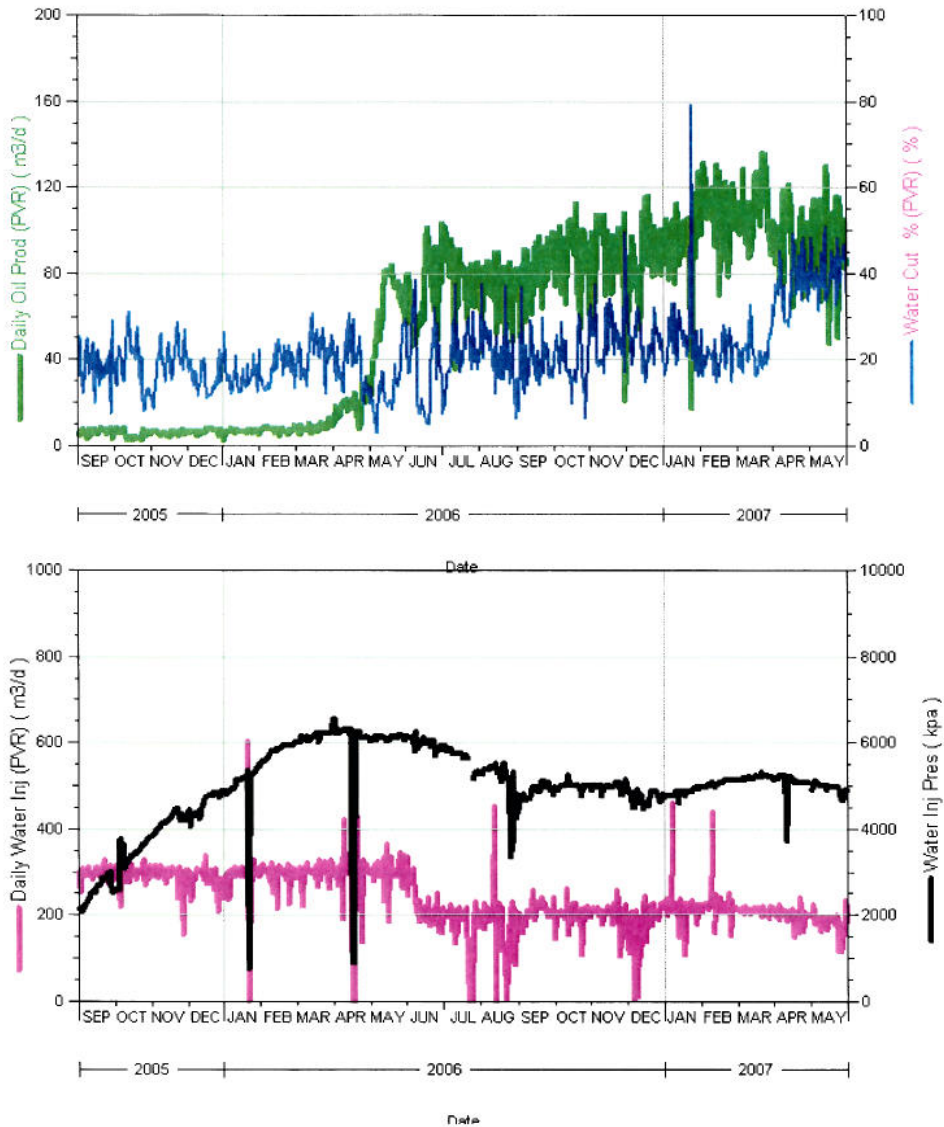 Daily Oil Prod (PVR) ( m3/d )
200
160
120
80
40
0
100
80
60
40
20
0
Water Cut % (PVR) ( % )
SEP OCT NOV DEC JAN FEB MAR APR MAY JUN JUL AUG SEP OCT NOV DEC JAN FEB MAR APR MAY
2005 2006 2007
Date
Daily Water Inj (PVR) ( m3/d )
1000
800
600
400
200
0
10000
8000
6000
4000
2000
0
Water Inj Pres ( kpa )
SEP OCT NOV DEC JAN FEB MAR APR MAY JUN JUL AUG SEP OCT NOV DEC JAN FEB MAR APR MAY
2005 2006 2007
Date